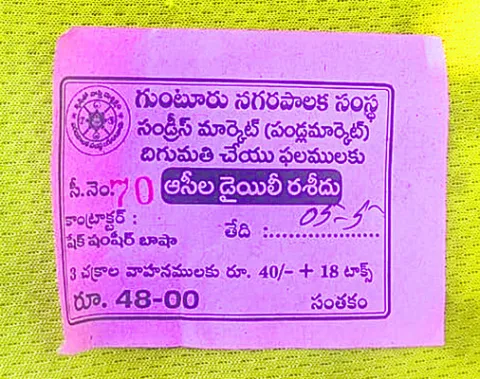 గుంటూరు నగరపాలక సంస్థ
సండ్రీస్ మార్కెట్ (పండ్లమార్కెట్)
దిగుమతి చేయు ఫలములకు
సీ.నెం: 70 ఆసీల డైయిలీ రశీదు
కాంట్రాక్టర్ :
షేక్ షంషీర్ బాషా
తేది :
3 చక్రాల వాహనములకు రూ. 40/- + 18 టాక్స్
రూ. 48-00 సంతకం